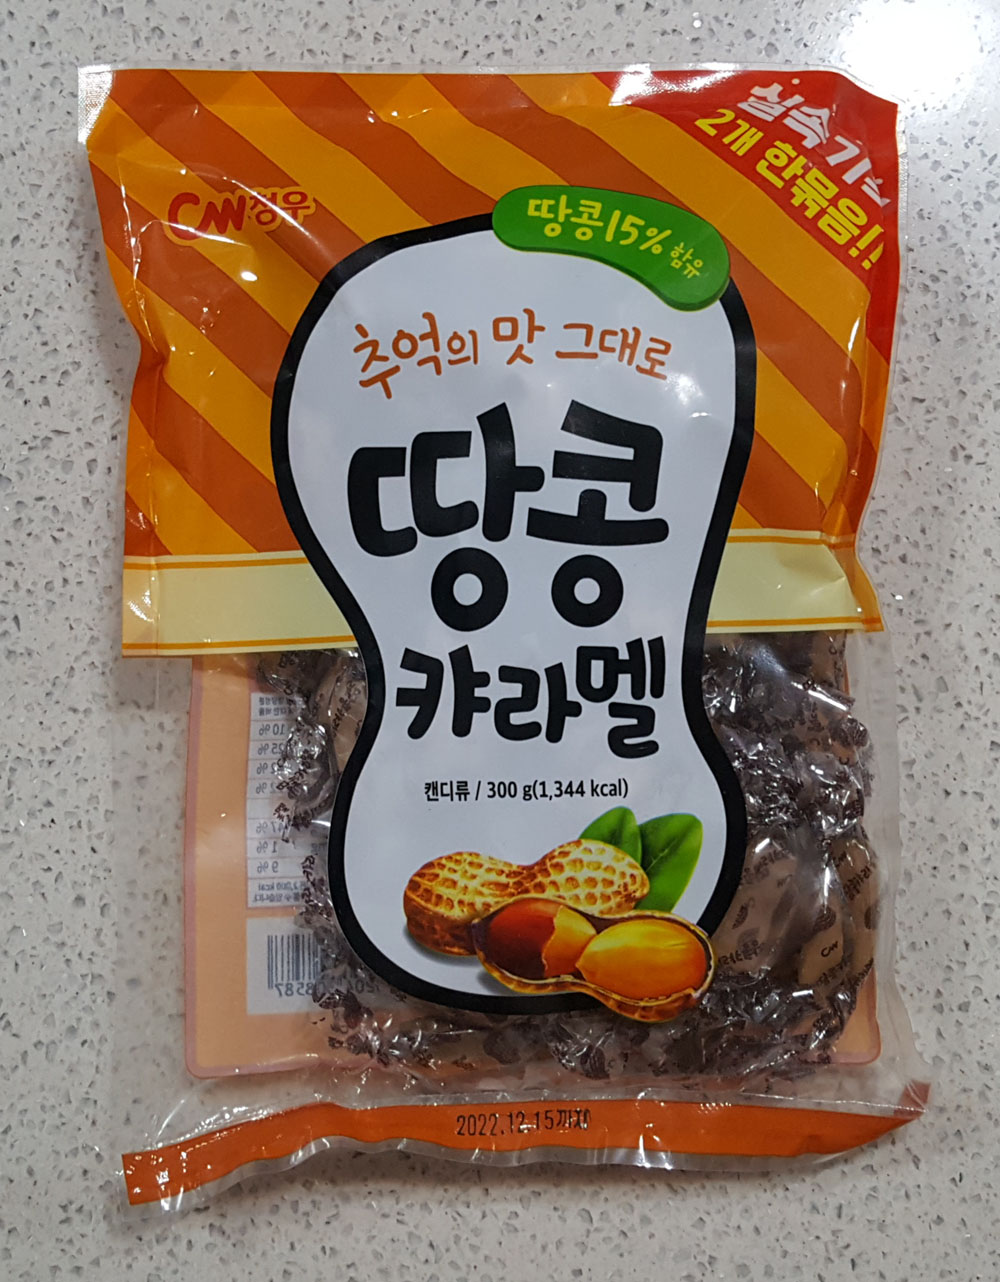 실속기획
2개 한묶음!!
CW청우
땅콩15% 함유
추억의 맛 그대로
땅콩
캬라멜
캔디류 / 300 g(1,344 kcal)
2022.12.15까지